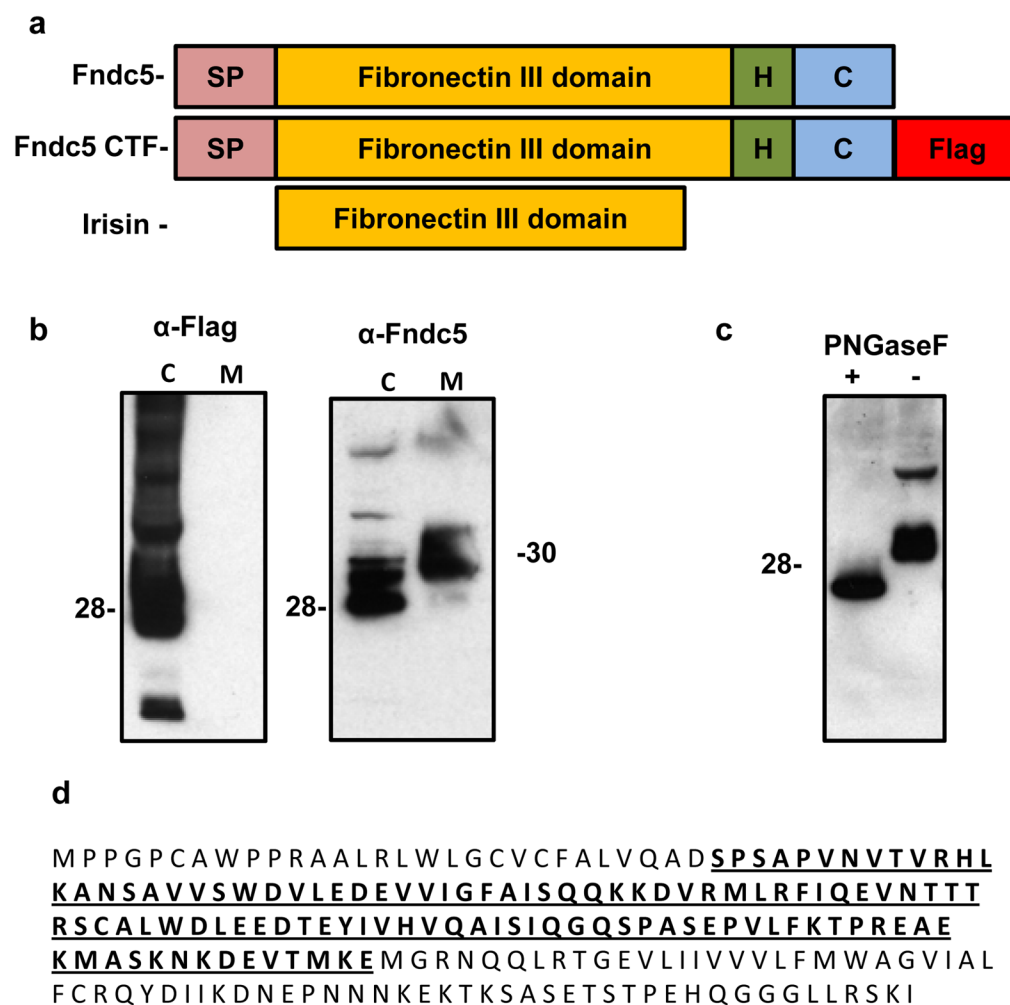 a
Fndc5- SP Fibronectin III domain H C
Fndc5 CTF- SP Fibronectin III domain H C Flag
Irisin - Fibronectin III domain
b
α-Flag
C M
28-
α-Fndc5
C M
28-
-30
c
PNGaseF
+ -
28-
d
M P P G P C A W P P R A A L R L W L G C V C F A L V Q A D S P S A P V N V T V R H L
K A N S A V V S W D V L E D E V V I G F A I S Q Q K K D V R M L R F I Q E V N T T T
R S C A L W D L E E D T E Y I V H V Q A I S I Q G Q S P A S E P V L F K T P R E A E
K M A S K N K D E V T M K E M G R N Q Q L R T G E V L I I V V V L F M W A G V I A L
F C R Q Y D I I K D N E P N N N K E K T K S A S E T S T P E H Q G G G L L R S K I